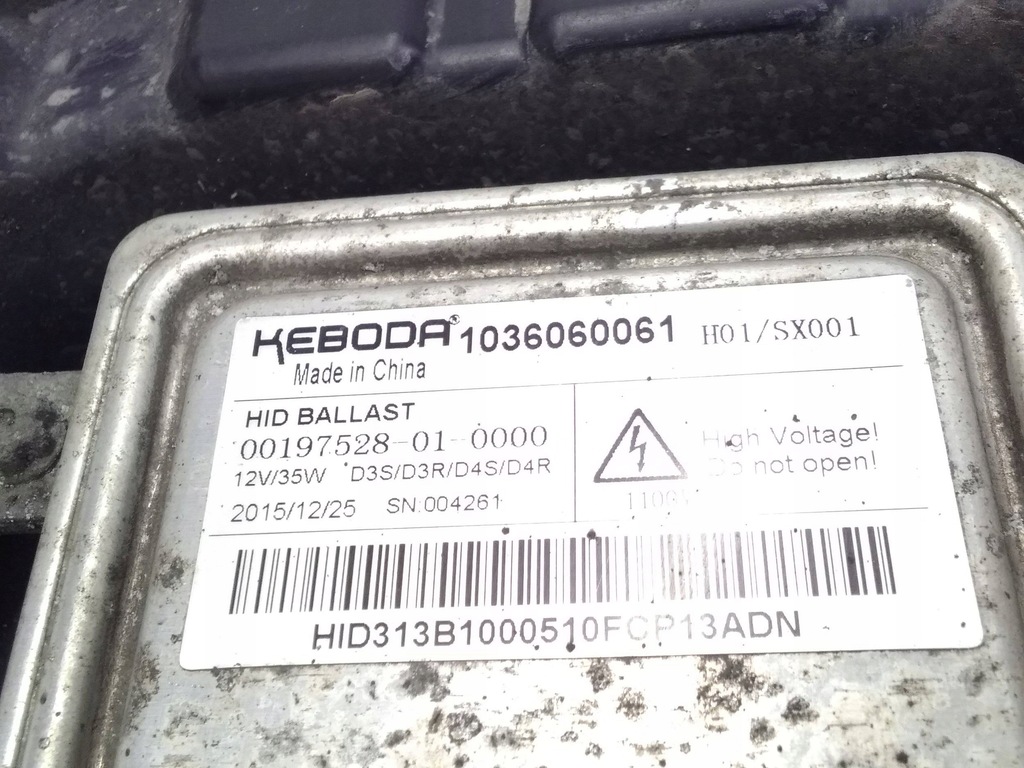 KEBODA® 1036060061 H01/SX001
Made in China
HID BALLAST
00197528-01-0000
12V/35W D3S/D3R/D4S/D4R
2015/12/25 SN:004261
High Voltage!
Do not open!
HID313B1000510FCP13ADN